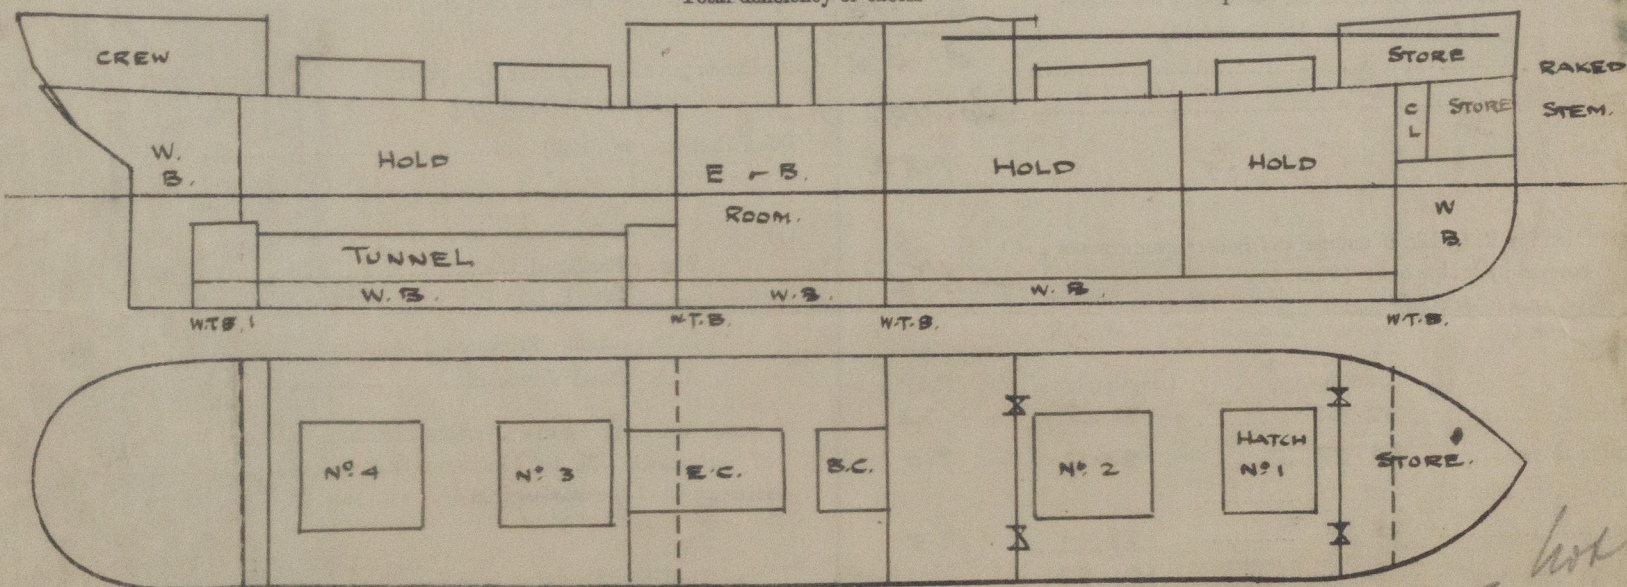 CREW
STORE
RAKED
STEM.
C
L
STORE
W.
B.
HOLD
E & B.
ROOM.
HOLD
HOLD
W
B.
TUNNEL
W.B.
W.B.
W.B.
W.T.B.
W.T.B.
W.T.B.
W.T.B.
Nº 4
Nº 3
E.C.
B.C.
Nº 2
HATCH
Nº 1
STORE.